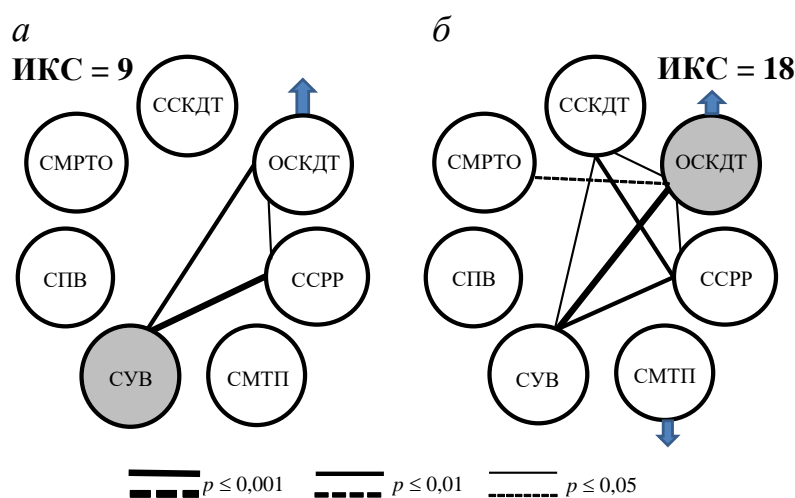 а
ИКС = 9
ССКДТ
ОСКДТ
СМРТО
СПВ
ССРР
СУВ
СМТП
б
ИКС = 18
ССКДТ
ОСКДТ
СМРТО
СПВ
ССРР
СУВ
СМТП
p ≤ 0,001 p ≤ 0,01 p ≤ 0,05